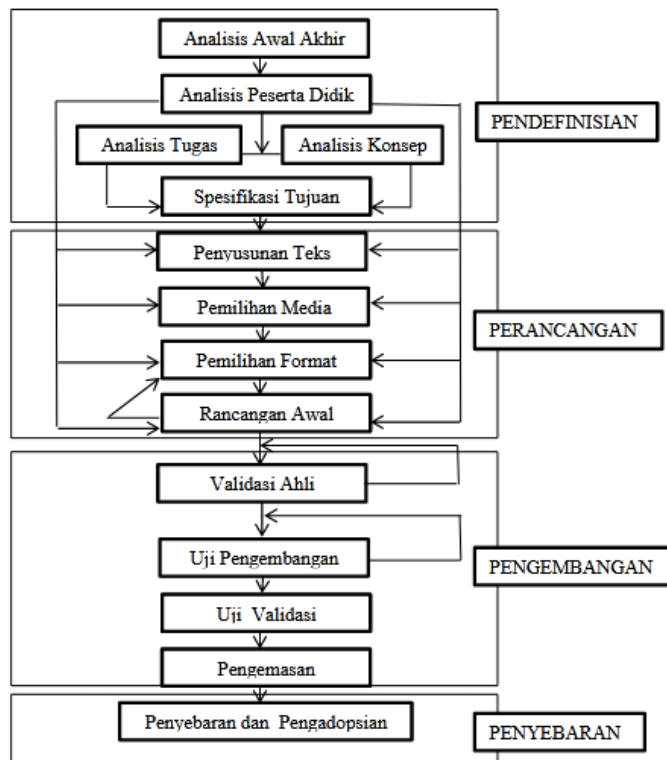 Analisis Awal Akhir
Analisis Peserta Didik
PENDEFINISIAN
Analisis Tugas
Analisis Konsep
Spesifikasi Tujuan
Penyusunan Teks
Pemilihan Media
PERANCANGAN
Pemilihan Format
Rancangan Awal
Validasi Ahli
Uji Pengembangan
PENGEMBANGAN
Uji Validasi
Pengemasan
Penyebaran dan Pengadopsian
PENYEBARAN